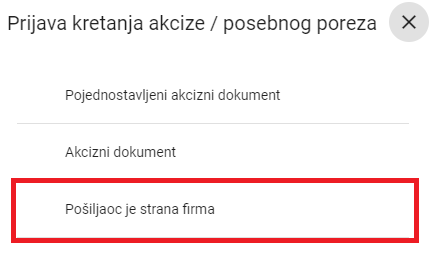 Prijava kretanja akcize / posebnog poreza
Pojednostavljeni akcizni dokument
Akcizni dokument
Pošiljaoc je strana firma